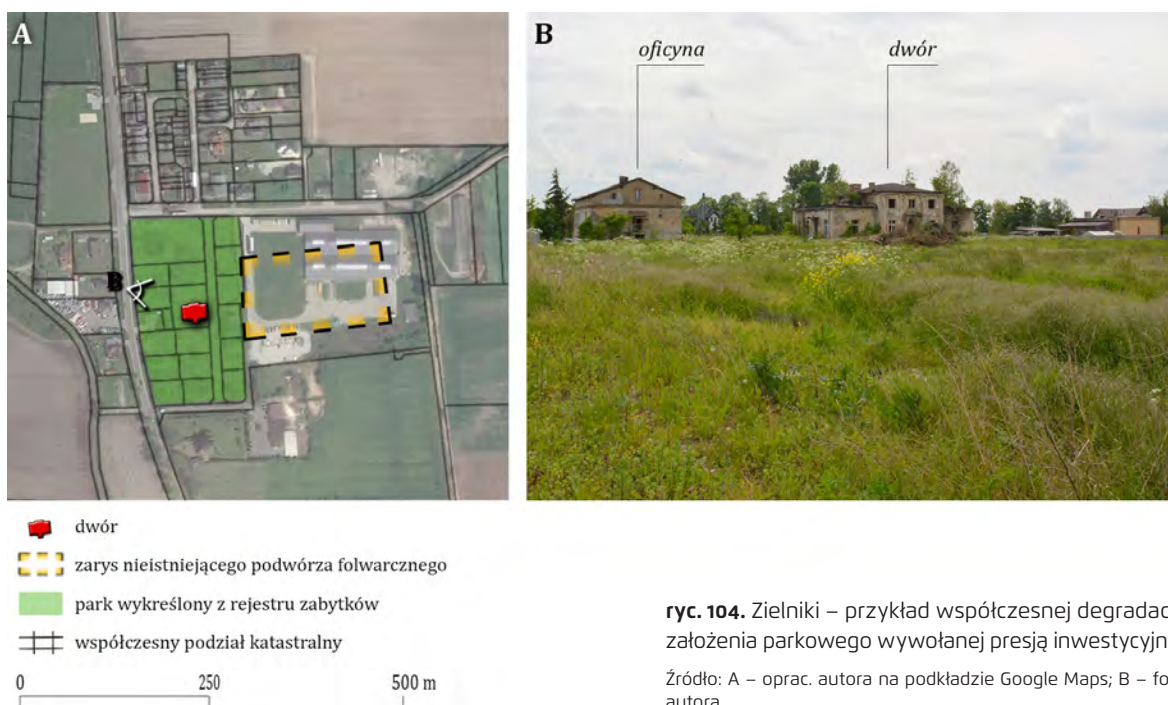 A
B
B
oficyna
dwór
dwór
zarys nieistniejącego podwórza folwarcznego
park wykreślony z rejestru zabytków
współczesny podział katastralny
0 250 500 m
ryc. 104. Zielniki – przykład współczesnej degradac
założenia parkowego wywołanej presją inwestycyjn
Źródło: A – oprac. autora na podkładzie Google Maps; B – fo
autora